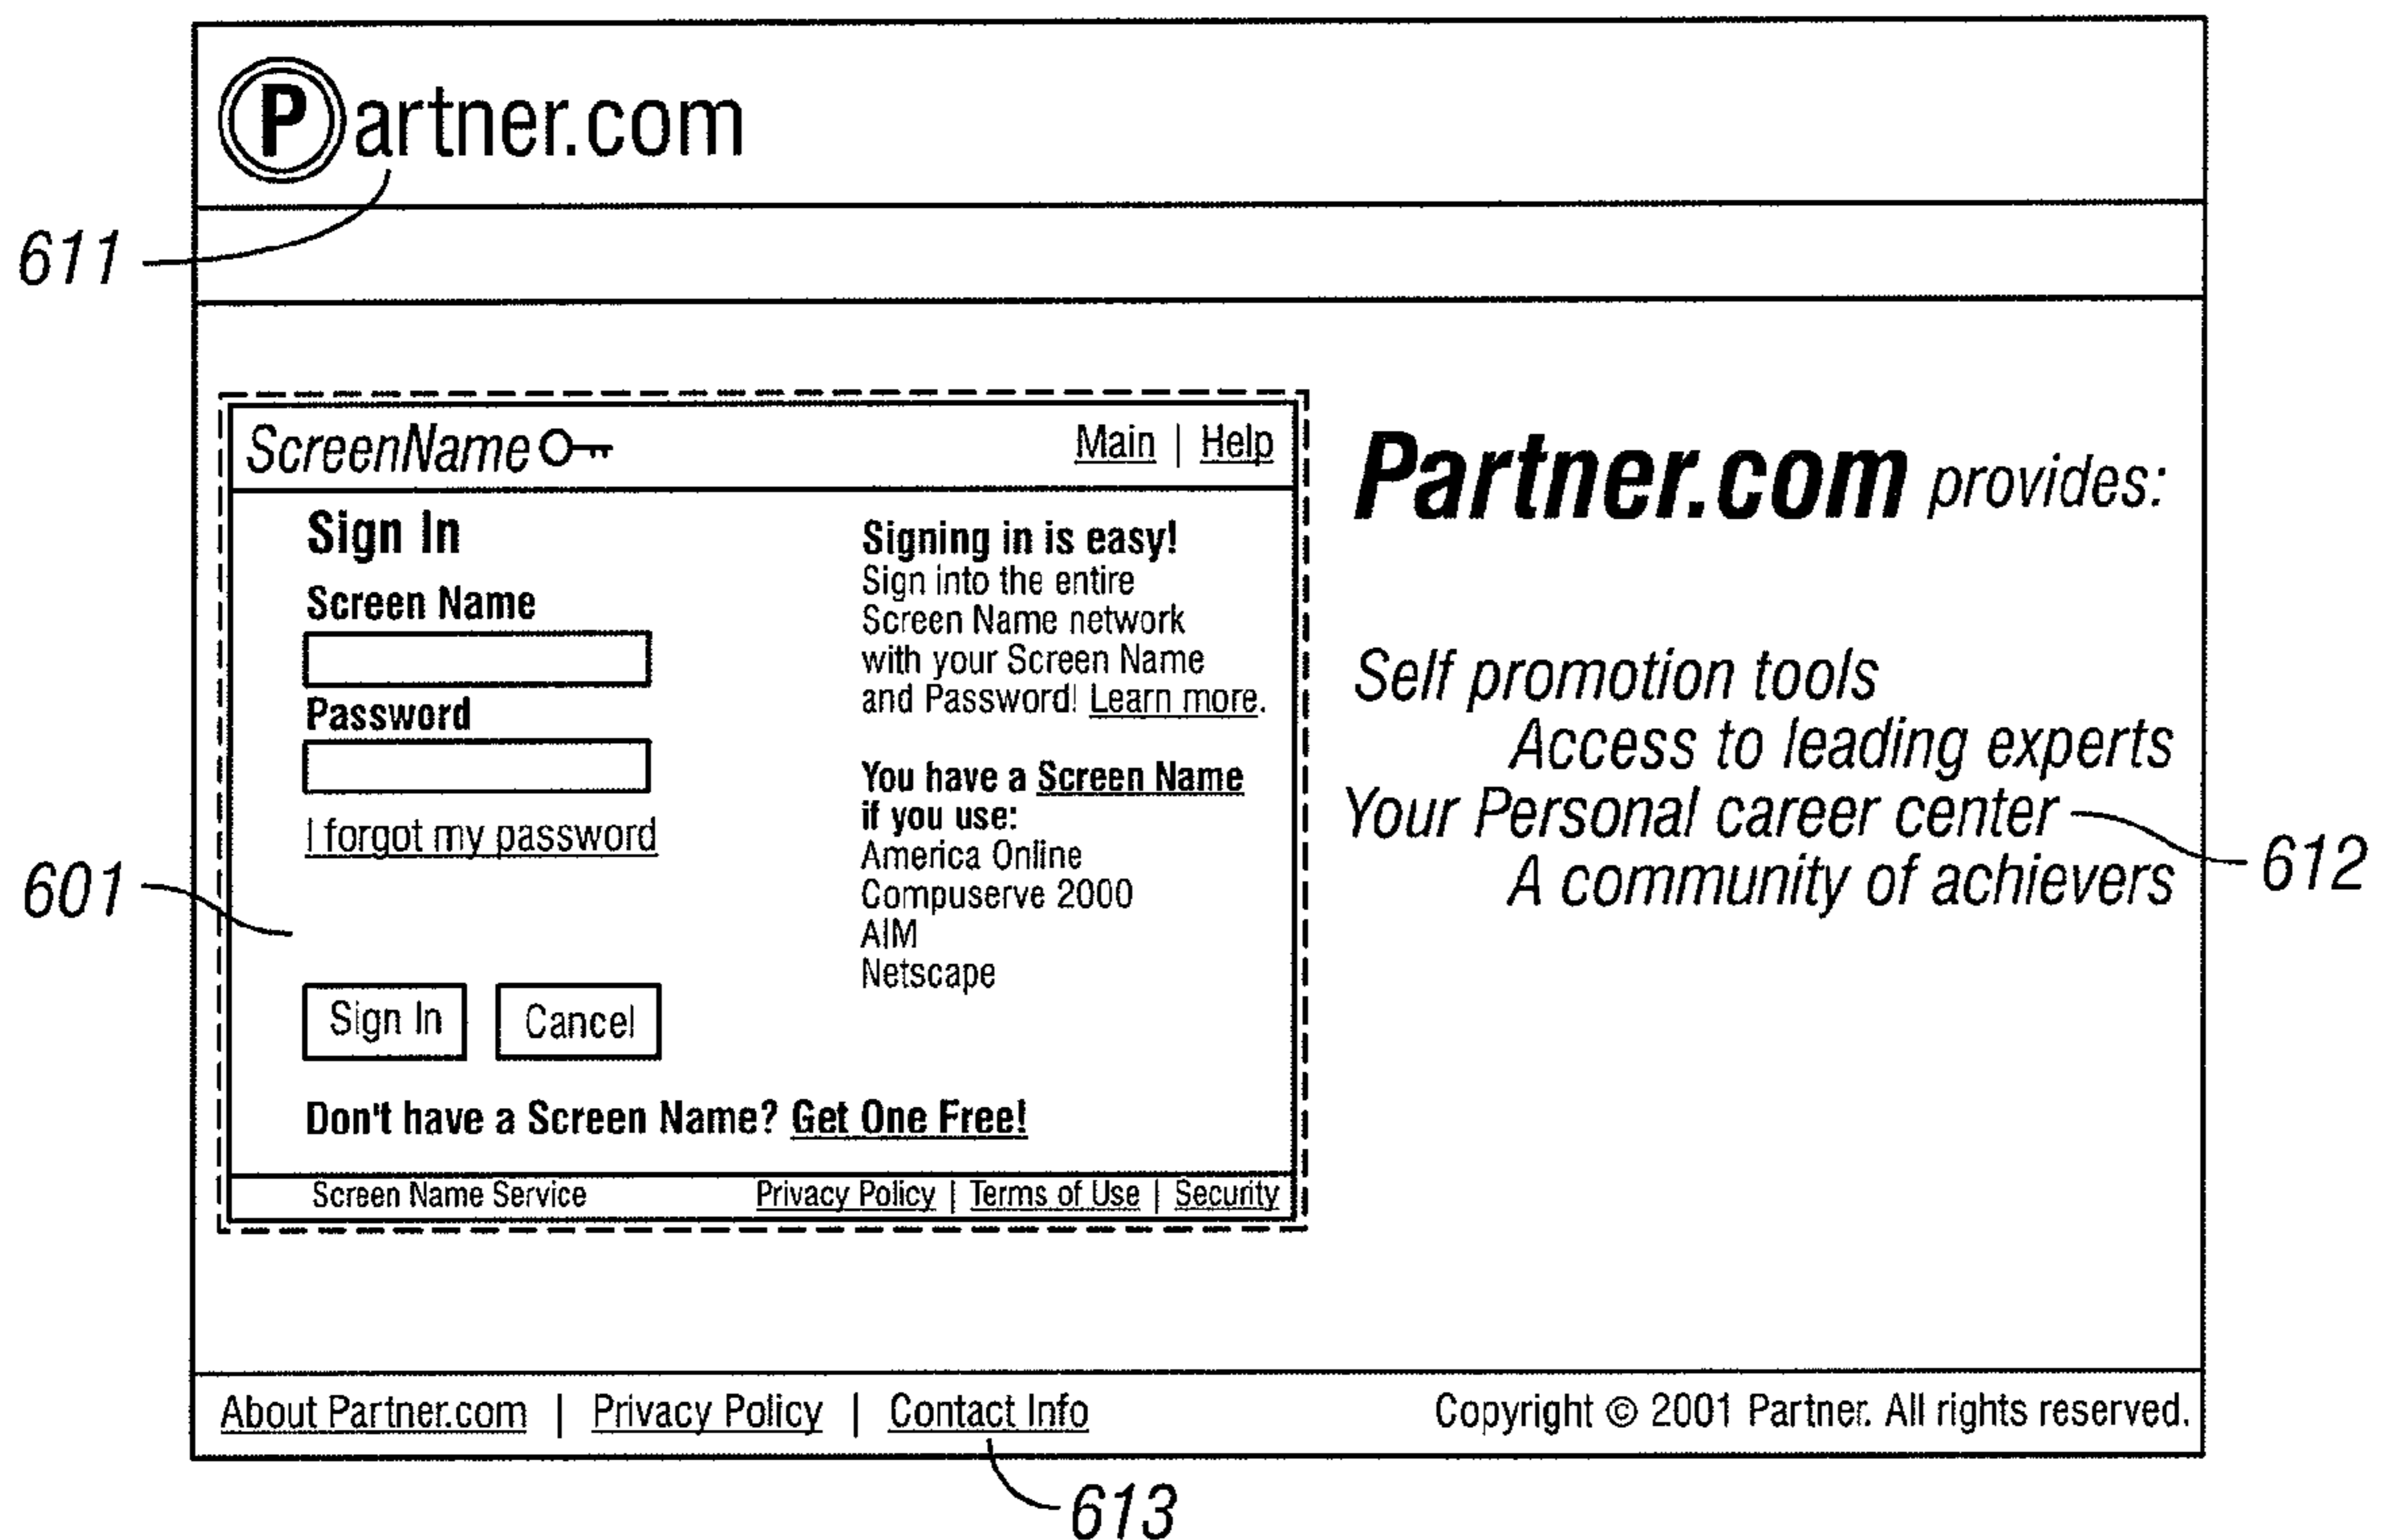 Partner.com
611
ScreenName Main | Help
Sign In
Screen Name
Password
I forgot my password
Sign In Cancel
Signing in is easy!
Sign into the entire
Screen Name network
with your Screen Name
and Password! Learn more.
You have a Screen Name
if you use:
America Online
Compuserve 2000
AIM
Netscape
Don't have a Screen Name? Get One Free!
Screen Name Service Privacy Policy | Terms of Use | Security
601
Partner.com provides:
Self promotion tools
Access to leading experts
Your Personal career center
A community of achievers
612
About Partner.com | Privacy Policy | Contact Info Copyright © 2001 Partner. All rights reserved.
613